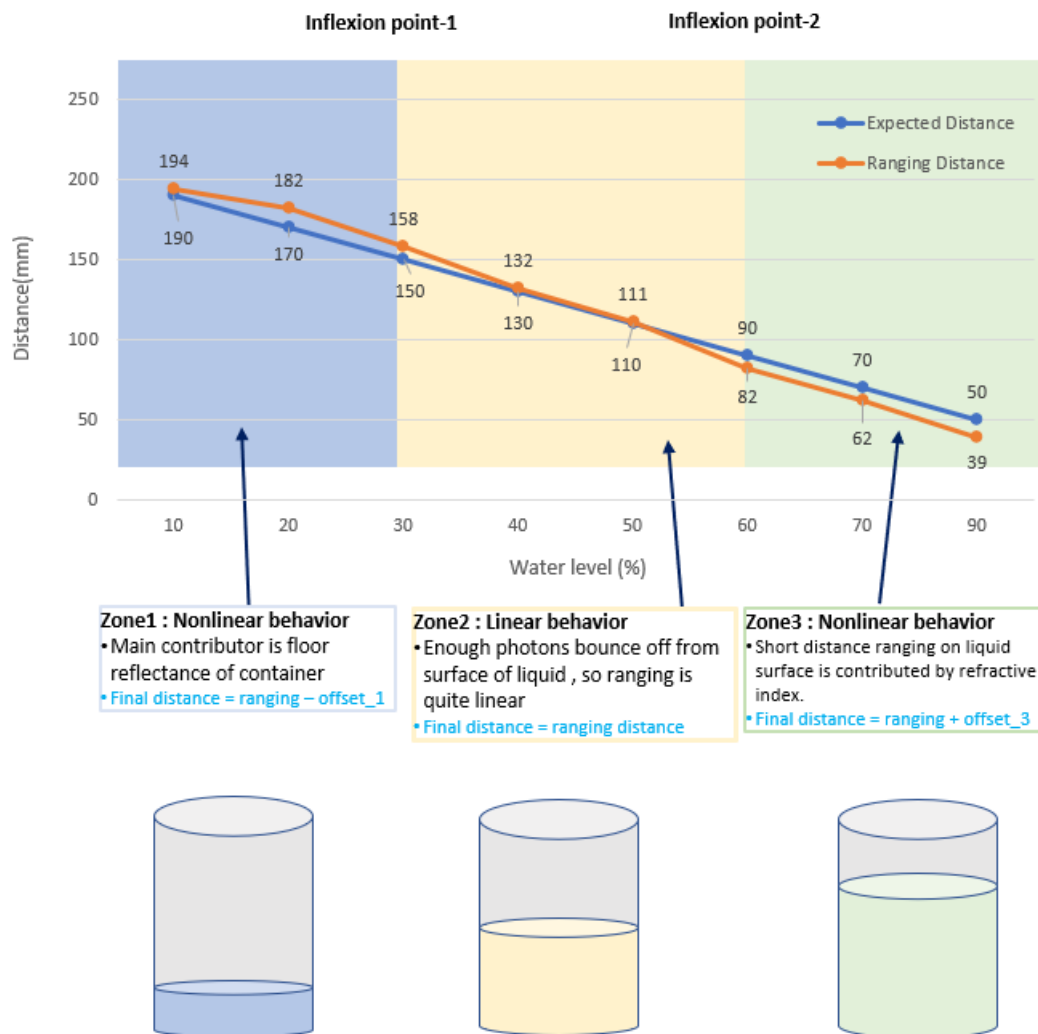 Inflexion point-1 Inflexion point-2
250
Expected Distance
Ranging Distance
200
150
100
50
0
Distance(mm)
194
182
158
132
111
90
70
50
190
170
150
130
110
82
62
39
10 20 30 40 50 60 70 90
Water level (%)
Zone1 : Nonlinear behavior
• Main contributor is floor
reflectance of container
• Final distance = ranging – offset_1
Zone2 : Linear behavior
• Enough photons bounce off from
surface of liquid , so ranging is
quite linear
• Final distance = ranging distance
Zone3 : Nonlinear behavior
• Short distance ranging on liquid
surface is contributed by refractive
index.
• Final distance = ranging + offset_3